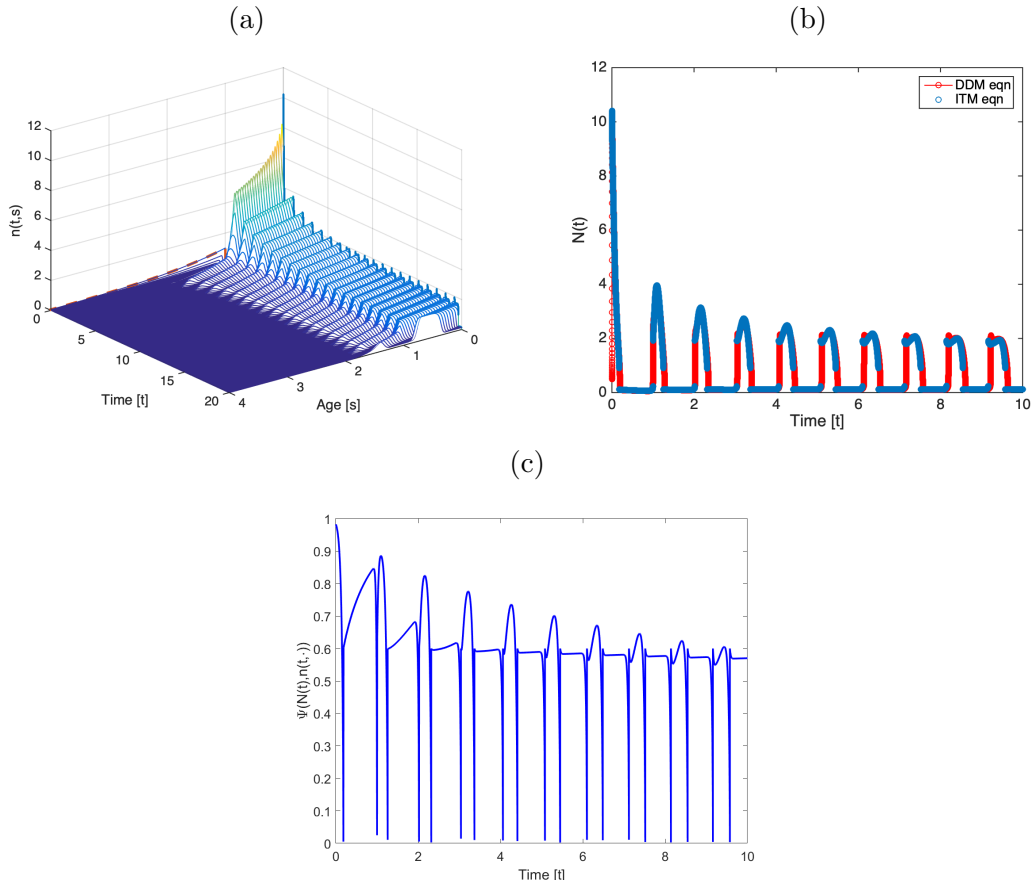 (a)
(b)
12
10
8
6
4
2
0
n(t,s)
0
5
10
15
20
Time [t]
4
3
2
1
0
Age [s]
12
10
8
6
4
2
0
N(t)
DDM eqn
ITM eqn
0 2 4 6 8 10
Time [t]
(c)
1
0.9
0.8
0.7
0.6
0.5
0.4
0.3
0.2
0.1
0
Ψ(N(t),n(t,·))
0 2 4 6 8 10
Time [t]